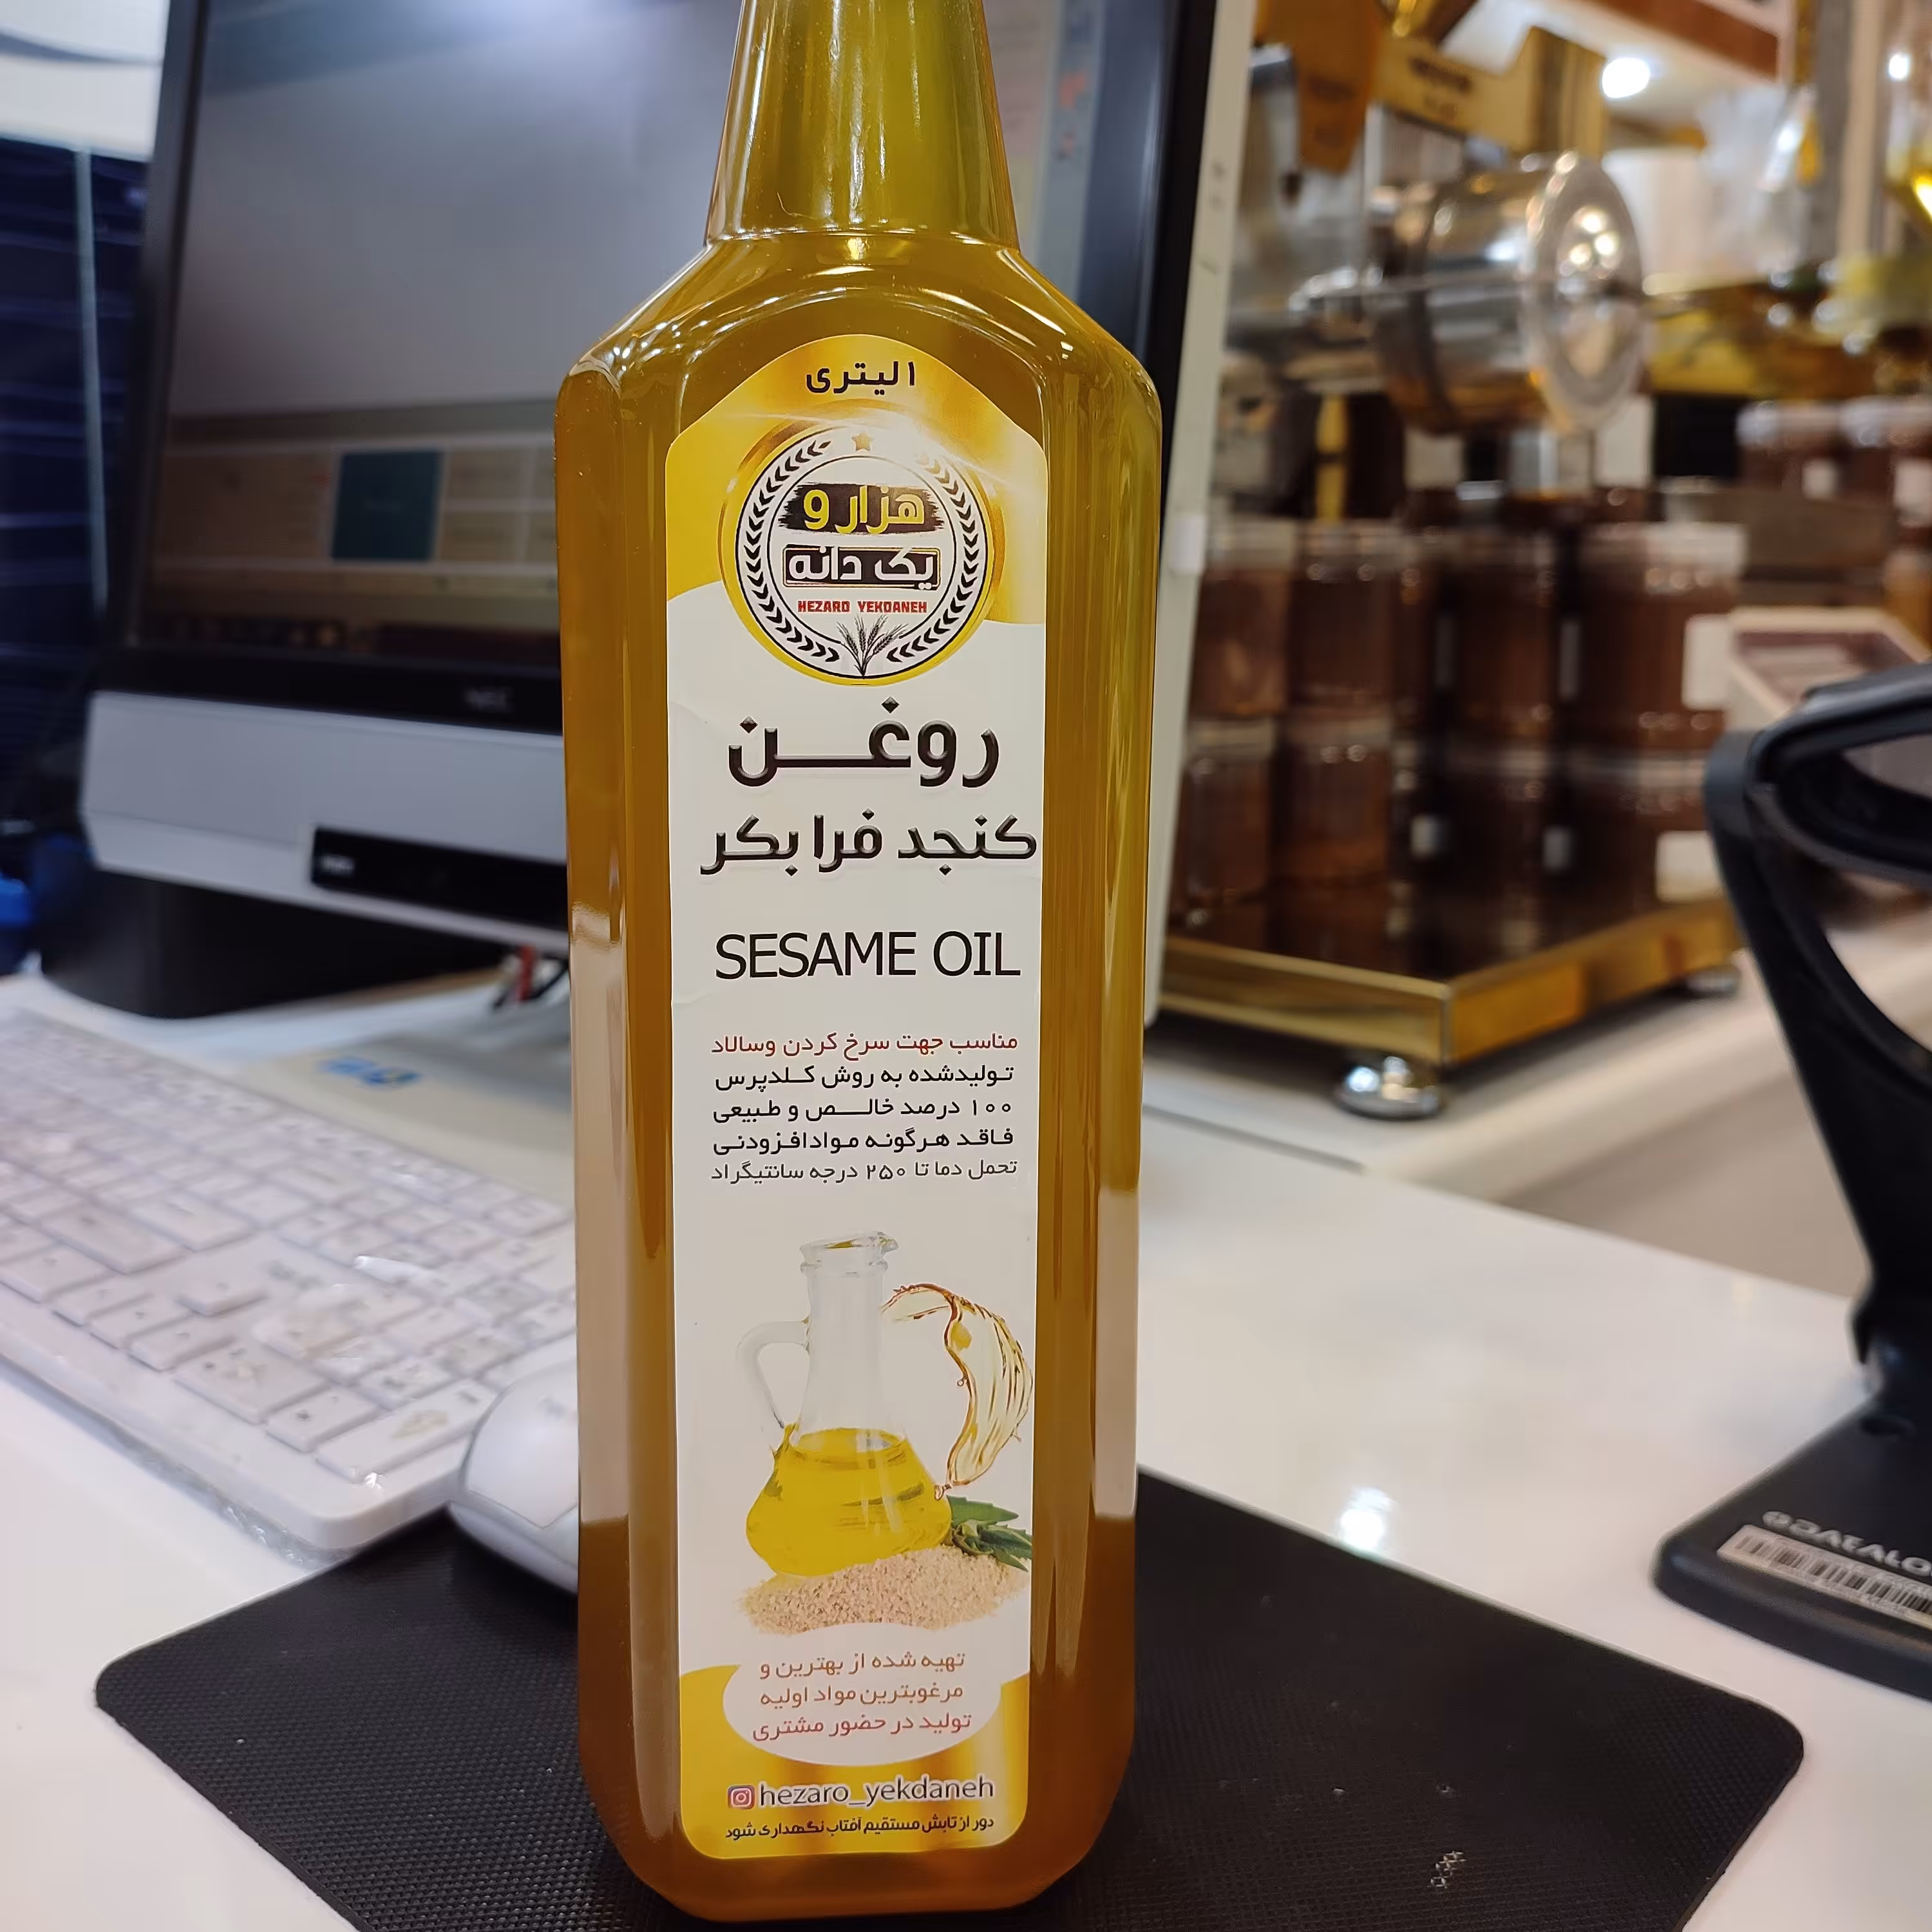 ۱ لیتری
هزار و
یک دانه
HEZARO YEKDANEH
روغن
کنجد فرا بکر
SESAME OIL
مناسب جهت سرخ کردن وسالاد
تولیدشده به روش کلدپرس
۱۰۰ درصد خالص و طبیعی
فاقد هرگونه موادافزودنی
تحمل دما تا ۲۵۰ درجه سانتیگراد
تهیه شده از بهترین و
مرغوبترین مواد اولیه
تولید در حضور مشتری
hezaro_yekdaneh
دور از تابش مستقیم آفتاب نگهداری شود